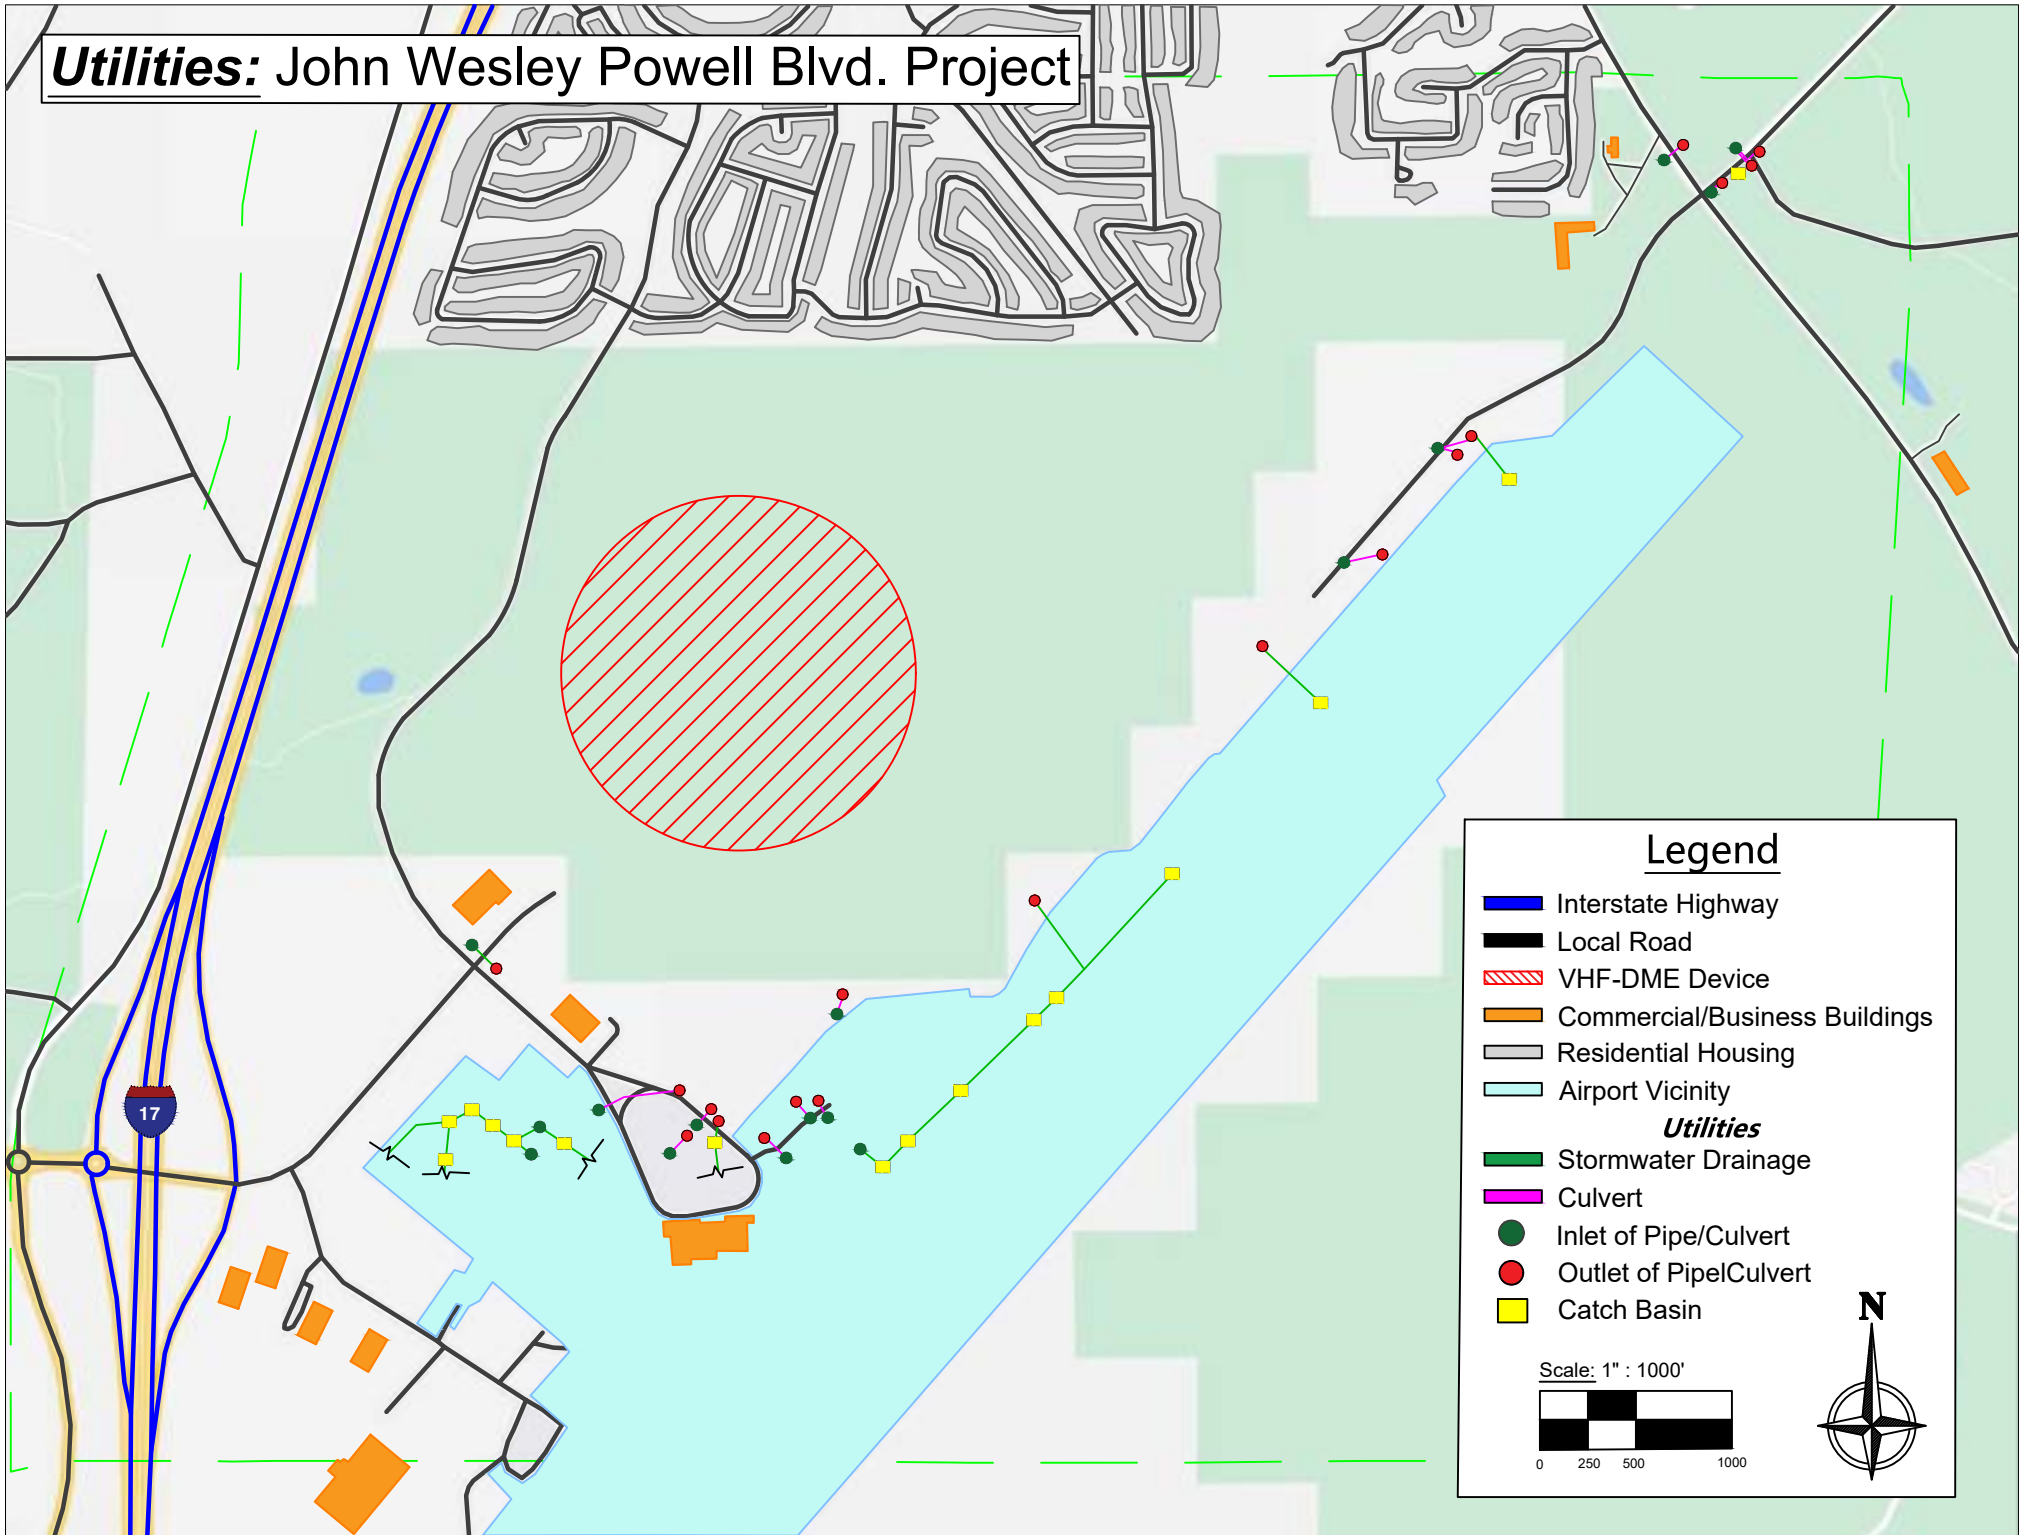 Utilities: John Wesley Powell Blvd. Project
17
Legend
Interstate Highway
Local Road
VHF-DME Device
Commercial/Business Buildings
Residential Housing
Airport Vicinity
Utilities
Stormwater Drainage
Culvert
Inlet of Pipe/Culvert
Outlet of PipelCulvert
Catch Basin
N
Scale: 1" : 1000'
0 250 500 1000